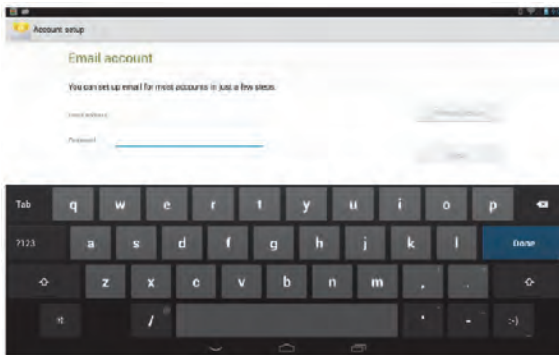 Account setup
Email account
You can set up email for most accounts in just a few steps.
Email address
Password
Tab q w e r t y u i o p
?123 a s d f g h j k l Done
z x c v b n m , .
/ ' - :-)